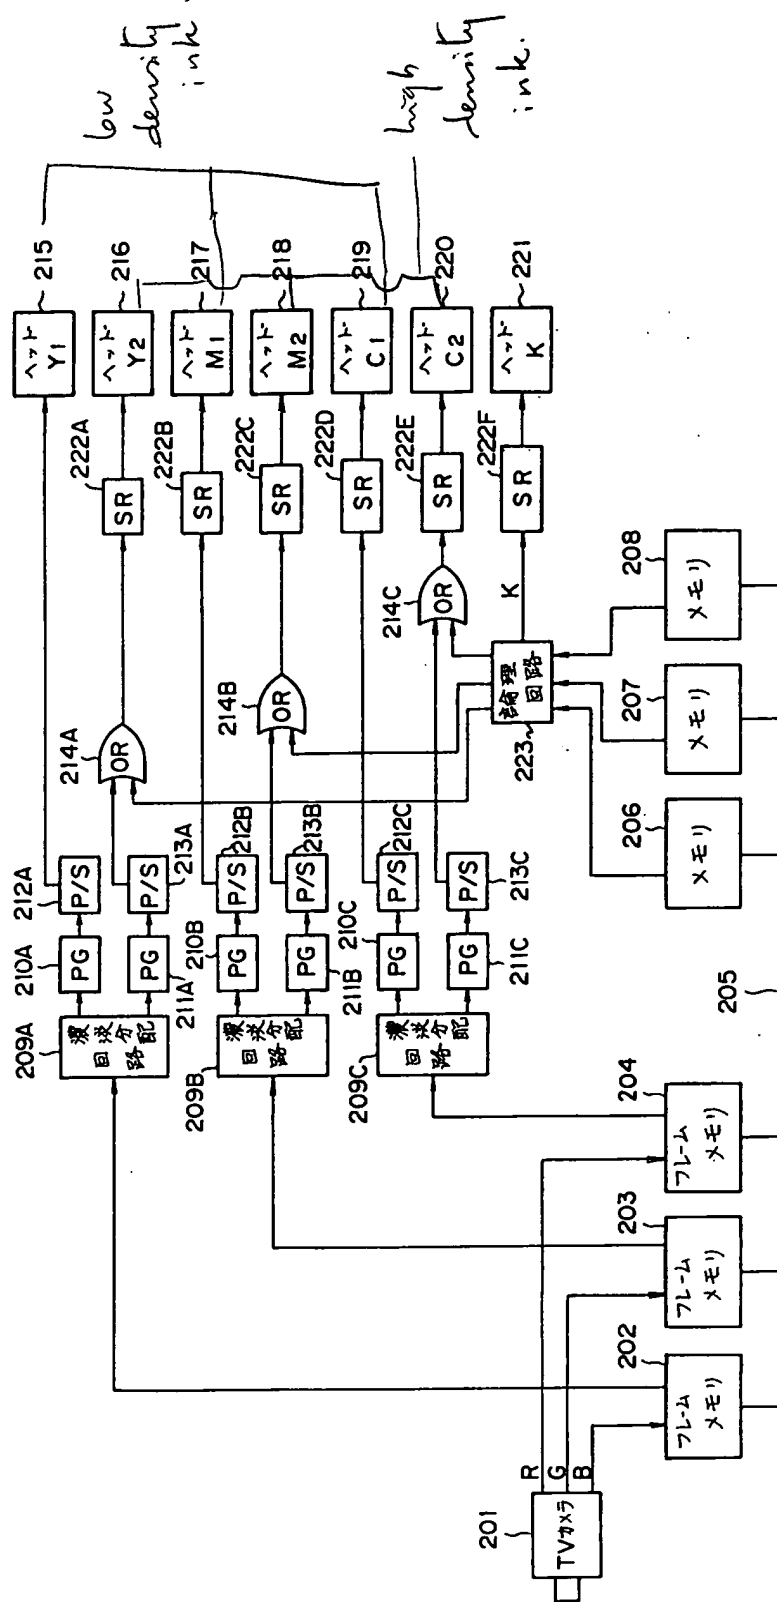 low
density
ink
high
density
ink.
215
ヘッド
Y1
216
ヘッド
Y2
217
ヘッド
M1
218
ヘッド
M2
219
ヘッド
C1
220
ヘッド
C2
221
ヘッド
K
222A
SR
222B
SR
222C
SR
222D
SR
222E
SR
222F
SR
K
214A
OR
214B
OR
214C
OR
論理
回路
223
208
メモリ
207
メモリ
206
メモリ
212A
P/S
213A
P/S
212B
P/S
213B
P/S
212C
P/S
213C
P/S
210A
PG
211A
PG
210B
PG
211B
PG
210C
PG
211C
PG
209A
濃淡分配
回路
209B
濃淡分配
回路
209C
濃淡分配
回路
205
204
フレーム
メモリ
203
フレーム
メモリ
202
フレーム
メモリ
R
G
B
201
TVカメラ